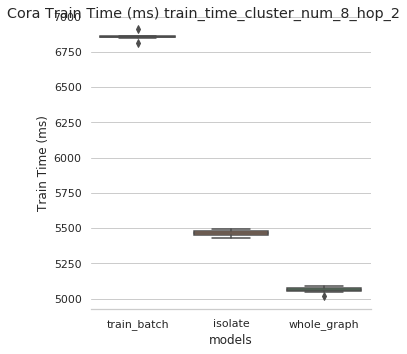 Cora Train Time (ms) train_time_cluster_num_8_hop_2
7000
6750
6500
6250
6000
5750
5500
5250
5000
Train Time (ms)
train_batch
isolate
whole_graph
models